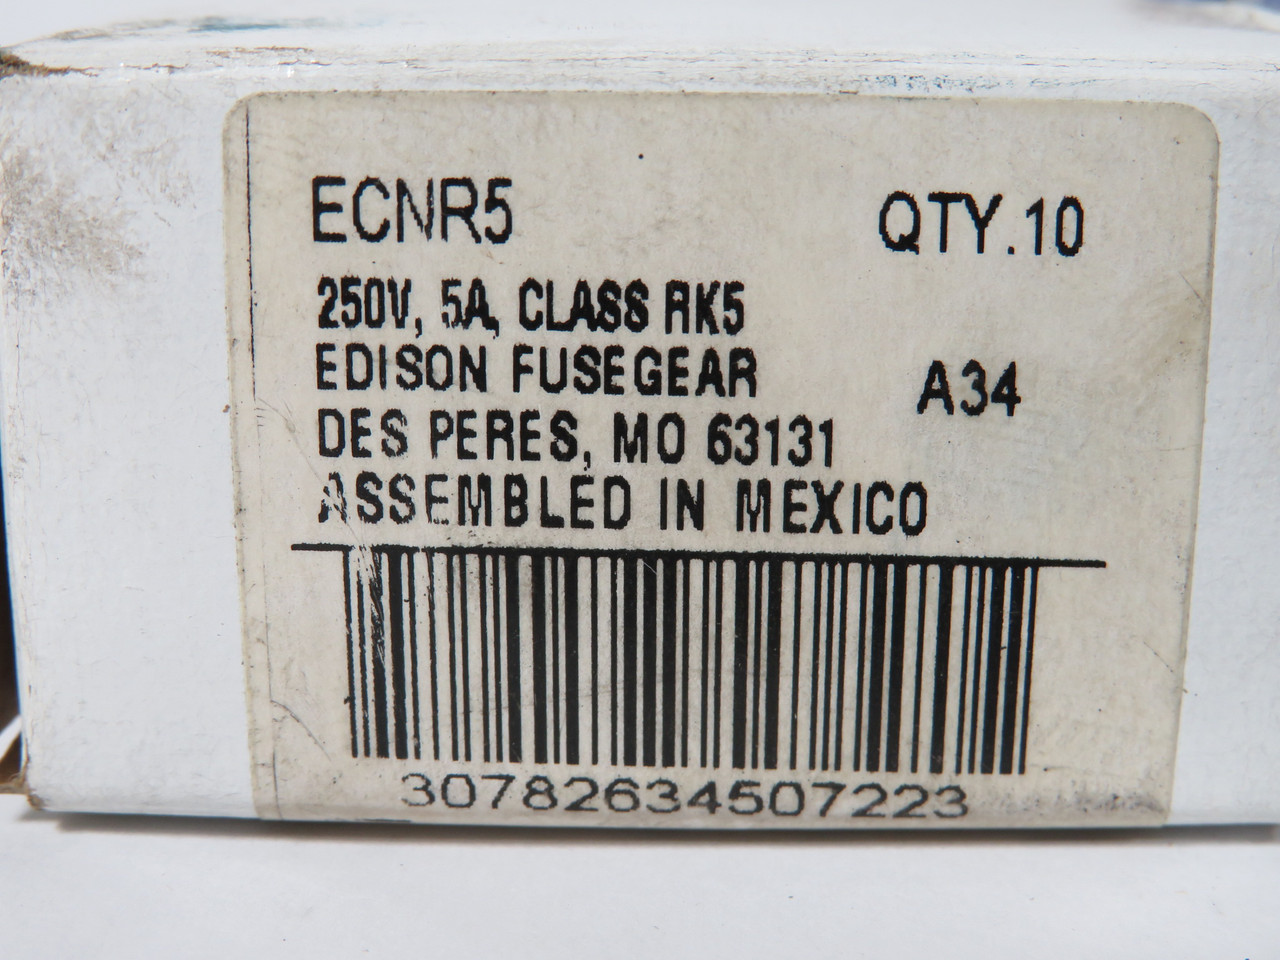 ECNR5 QTY.10
250V, 5A, CLASS RK5
EDISON FUSEGEAR A34
DES PERES, MO 63131
ASSEMBLED IN MEXICO
30782634507223